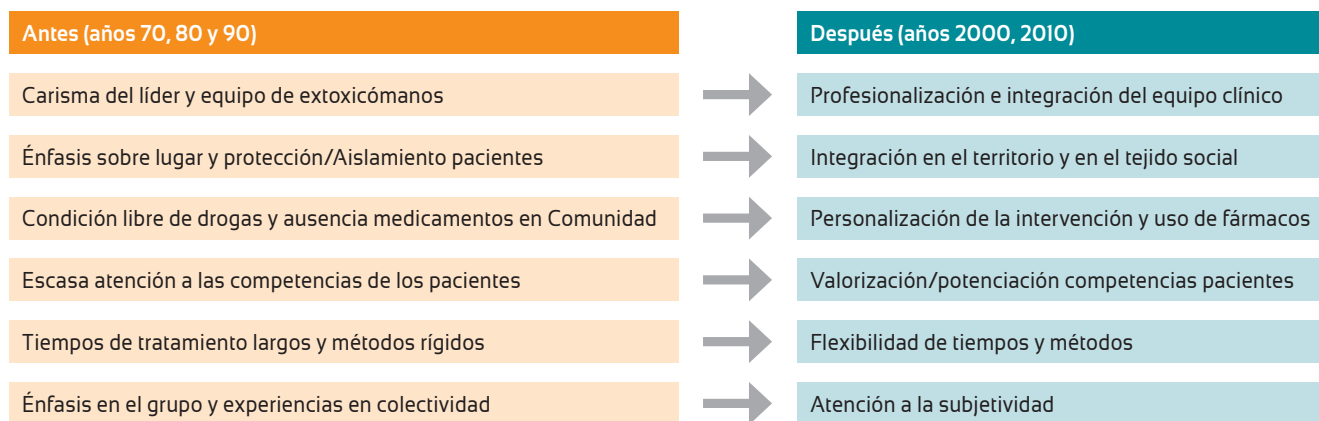 Antes (años 70, 80 y 90)
Después (años 2000, 2010)
Carisma del líder y equipo de extoxicómanos
Profesionalización e integración del equipo clínico
Énfasis sobre lugar y protección/Aislamiento pacientes
Integración en el territorio y en el tejido social
Condición libre de drogas y ausencia medicamentos en Comunidad
Personalización de la intervención y uso de fármacos
Escasa atención a las competencias de los pacientes
Valorización/potenciación competencias pacientes
Tiempos de tratamiento largos y métodos rígidos
Flexibilidad de tiempos y métodos
Énfasis en el grupo y experiencias en colectividad
Atención a la subjetividad